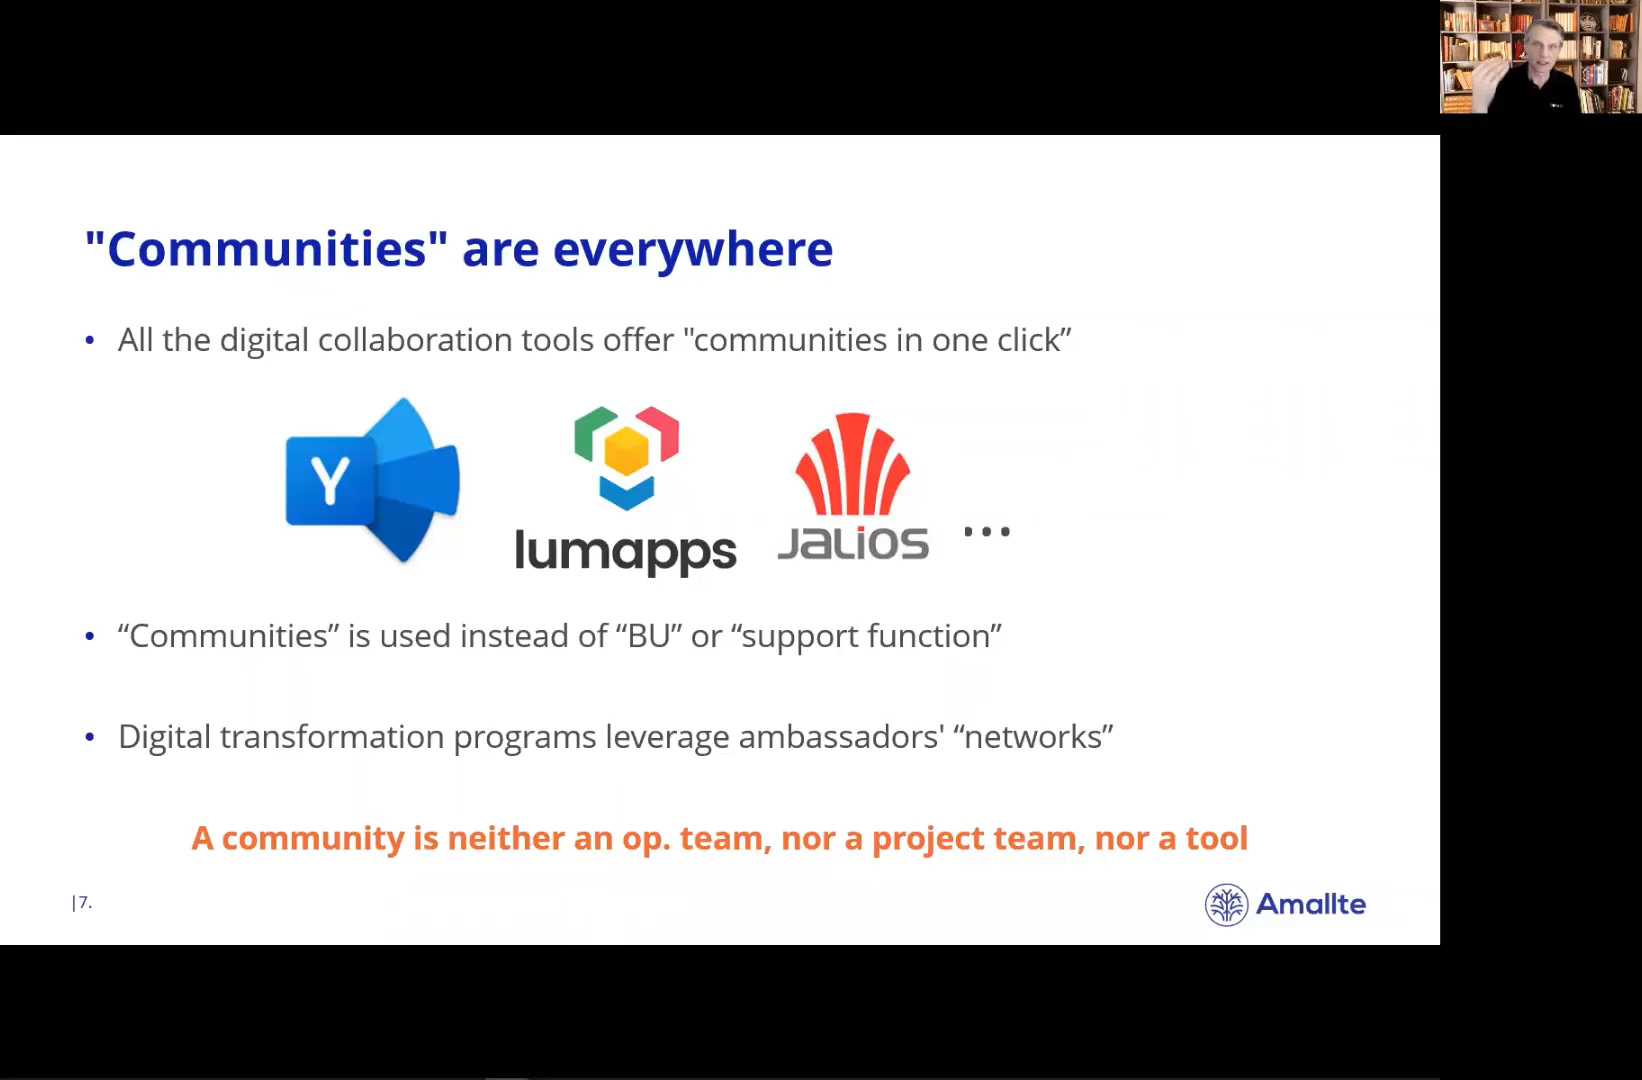 "Communities" are everywhere
• All the digital collaboration tools offer "communities in one click”
Y
lumapps
JALiOS
...
• “Communities” is used instead of “BU” or “support function”
• Digital transformation programs leverage ambassadors' “networks”
A community is neither an op. team, nor a project team, nor a tool
|7.
Amallte